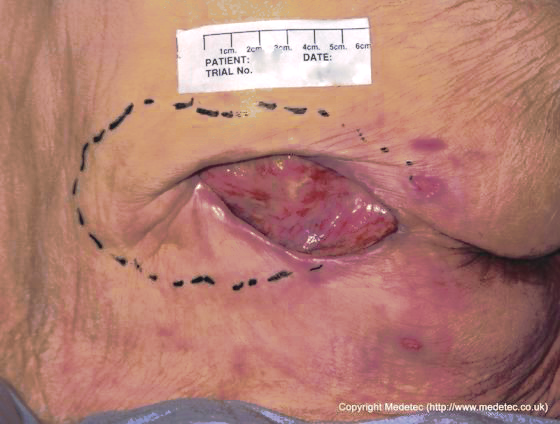 1cm. 2cm. 3cm. 4cm. 5cm. 6cm
PATIENT: DATE:
TRIAL No.
Copyright Medetec (http://www.medetec.co.uk)